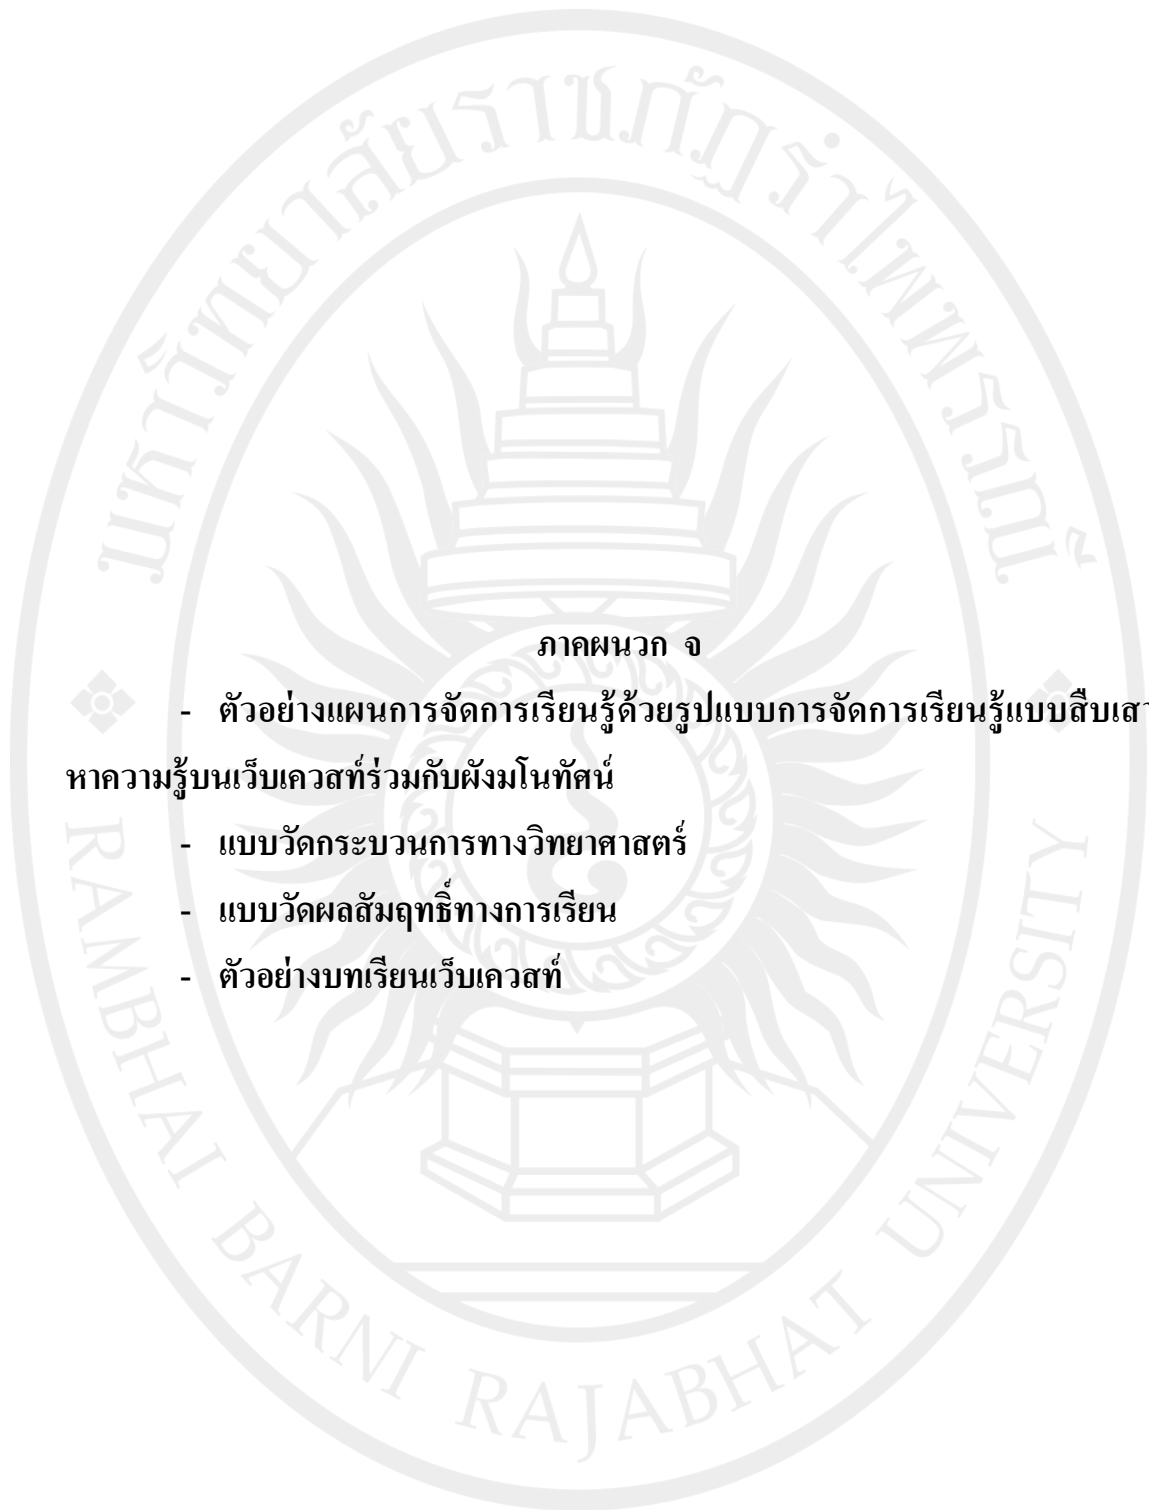 มหาวิทยาลัยราชภัฏรำไพพรรณี
ภาคผนวก จ
- ตัวอย่างแผนการจัดการเรียนรู้ด้วยรูปแบบการจัดการเรียนรู้แบบสืบเสา
หาความรู้บนเว็บเควสท์ร่วมกับผังมโนทัศน์
- แบบวัดกระบวนการทางวิทยาศาสตร์
- แบบวัดผลสัมฤทธิ์ทางการเรียน
- ตัวอย่างบทเรียนเว็บเควสท์
RAMBHAI BARNI RAJABHAT UNIVERSITY